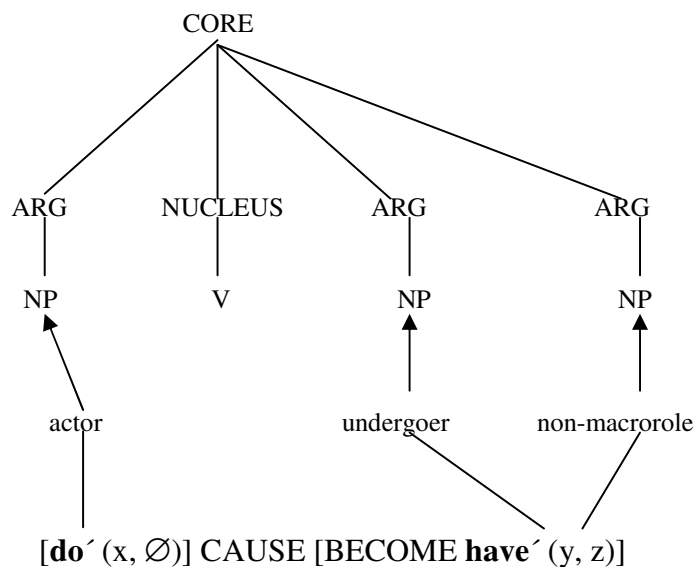 CORE
ARG NUCLEUS ARG ARG
NP V NP NP
actor undergoer non-macrorole
[do´ (x, ∅)] CAUSE [BECOME have´ (y, z)]